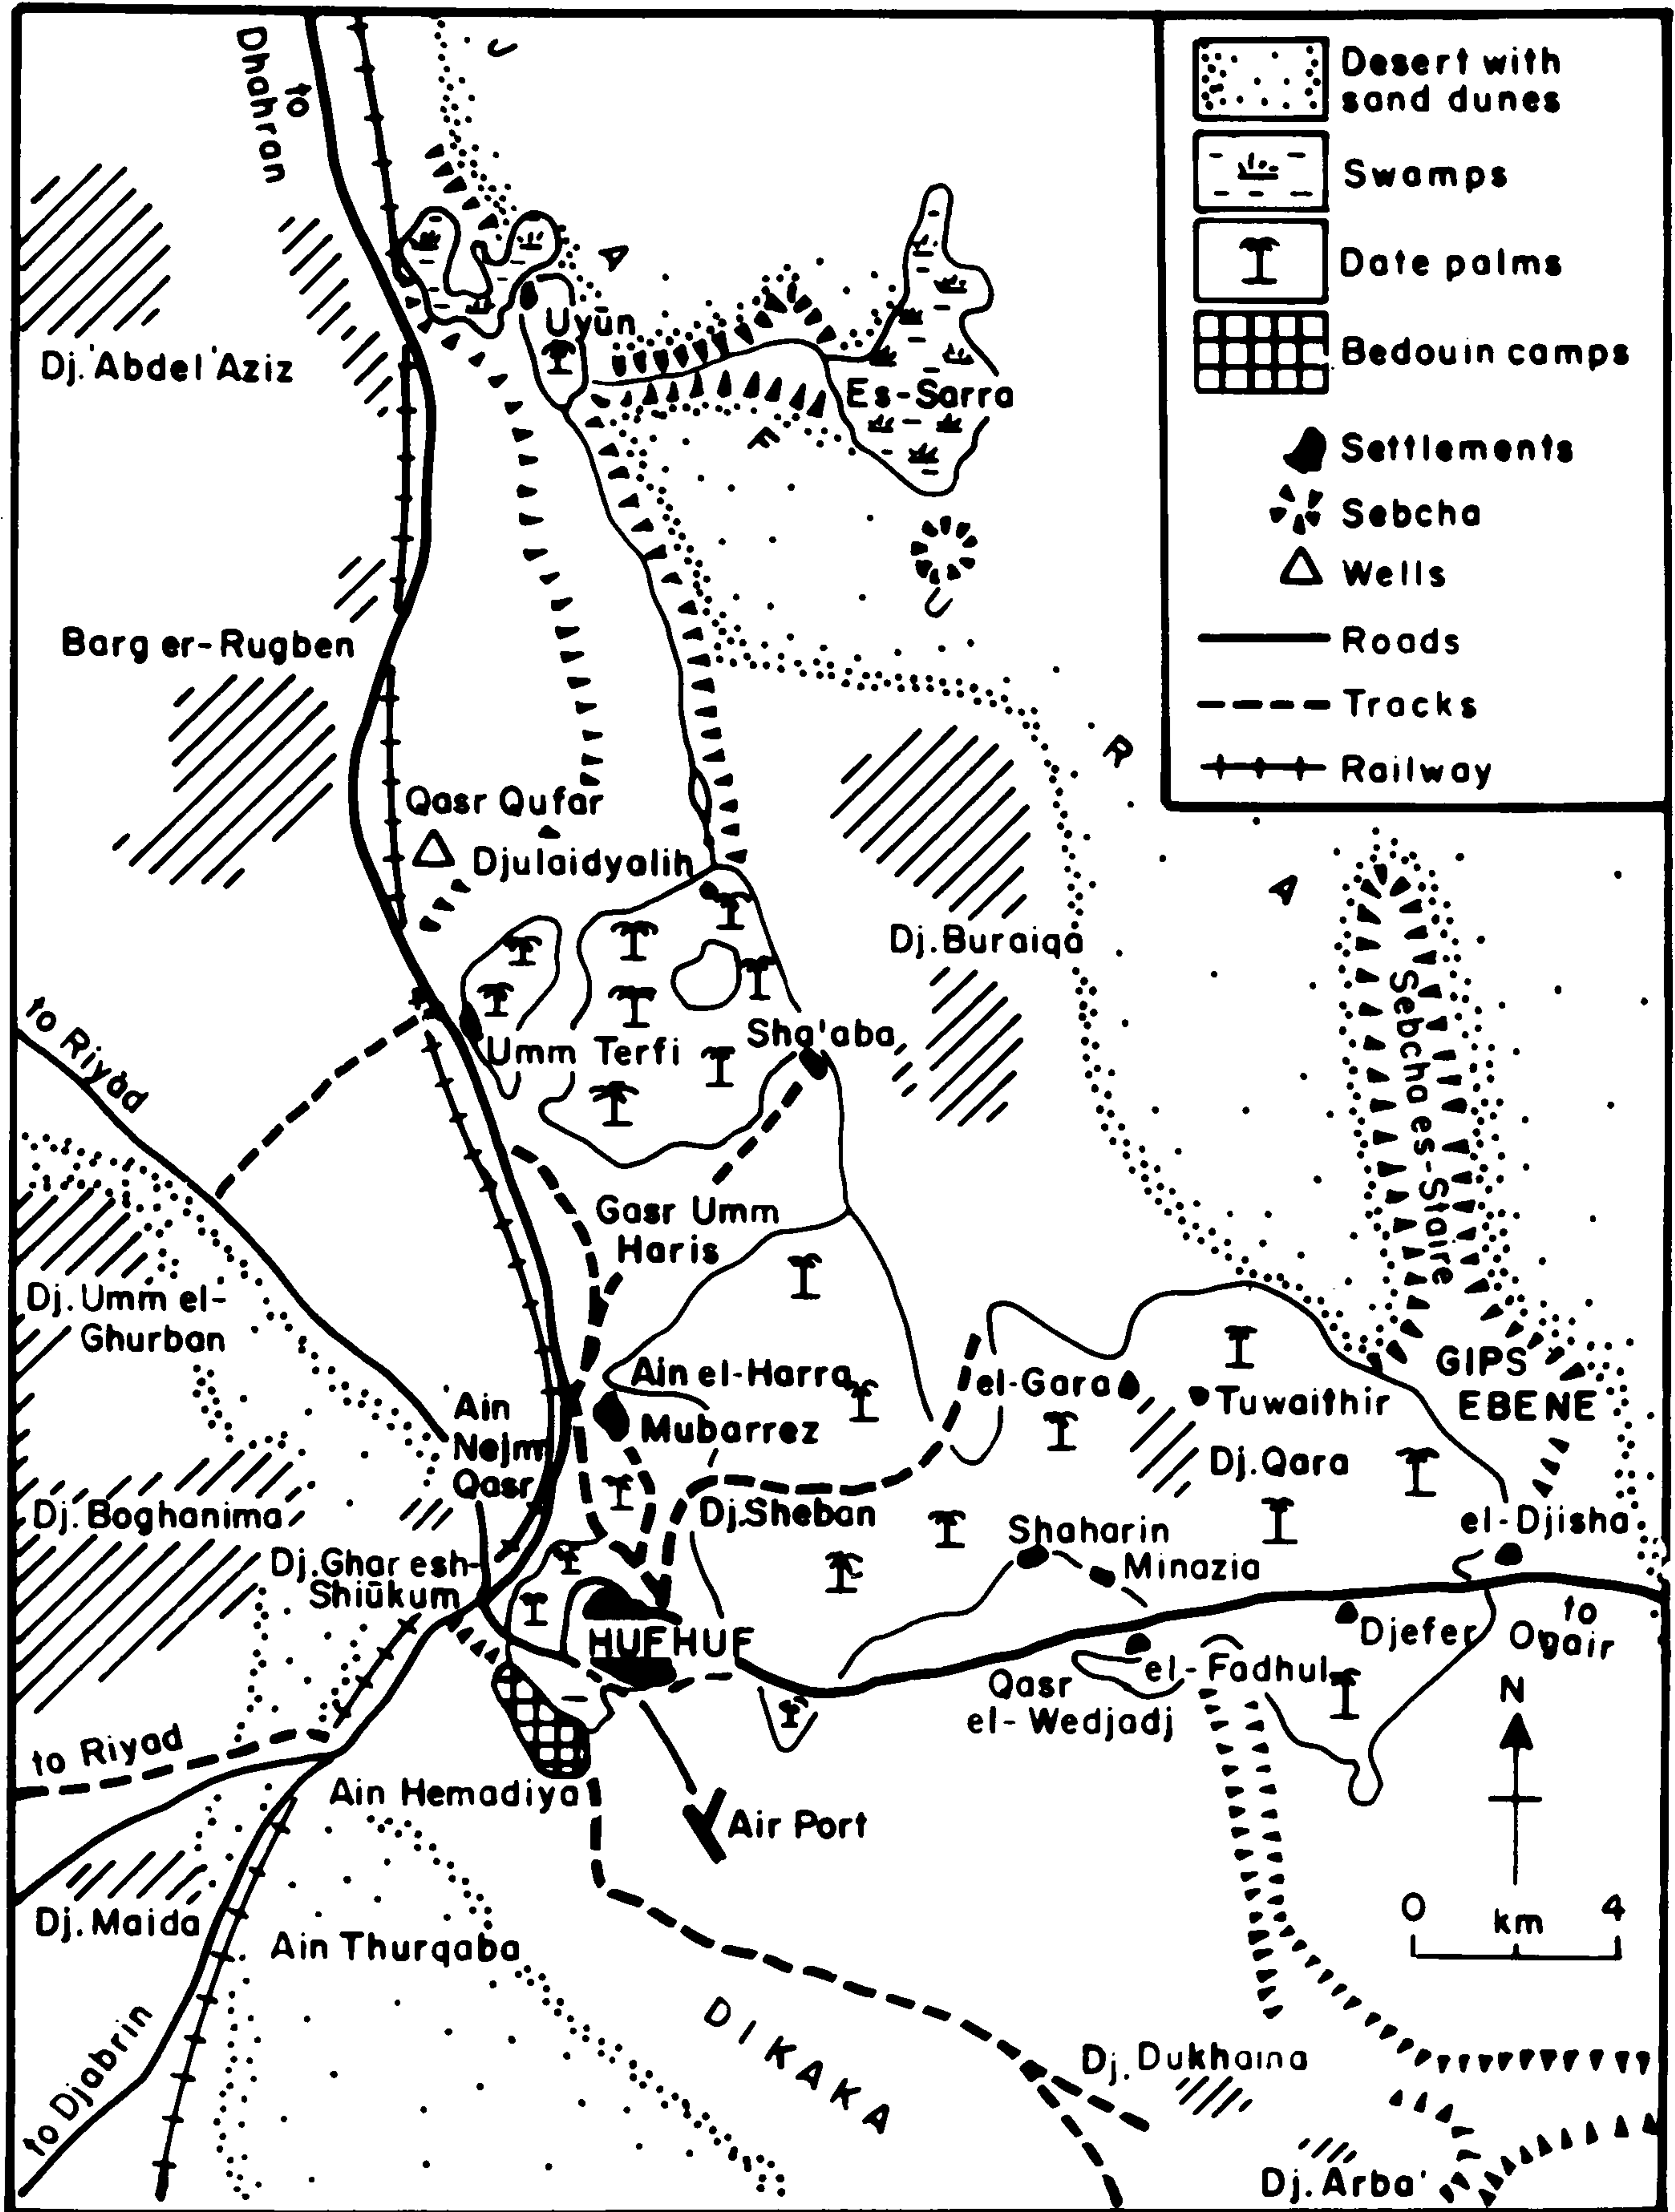 to
Dhahran
Desert with
sand dunes
Swamps
Date palms
Bedouin camps
Settlements
Sebcha
Wells
Roads
Tracks
Railway
J
A
F
U
R
A
Dj. 'Abdel 'Aziz
Uyūn
Es-Sarra
Barg er-Rugben
Qasr Qufar
Djulaidyalih
Dj. Buraiqa
Sebcha es-Staire
to Riyad
Umm Terfi
Sha'aba
Gasr Umm
Haris
Dj. Umm el-
Ghurban
Ain el-Harra
Mubarrez
el-Gara
Tuwaithir
GIPS
EBENE
'Ain
Nejm
Qasr
Dj. Qara
Dj. Boghanima
Dj. Sheban
Shaharin
Minazia
el-Djisha
Dj. Ghar esh-
Shiūkum
HUFHUF
Djefer
to
Ogair
el-Fadhul
Qasr
el-Wedjadj
N
to Riyad
Ain Hemadiya
Air Port
Dj. Maida
Ain Thurqaba
0 km 4
DIKAKA
to Djabrin
Dj. Dukhaina
Dj. Arba'